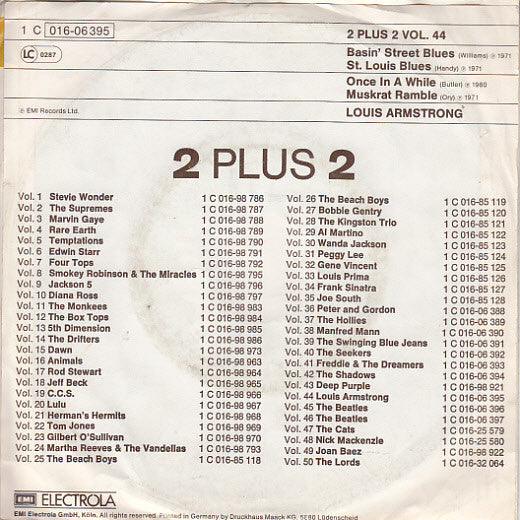 1 C 016-06 395
LC 0287
℗ EMI Records Ltd.
2 PLUS 2 VOL. 44
Basin' Street Blues (Williams) ℗ 1971
St. Louis Blues (Handy) ℗ 1971
Once In A While (Butler) ℗ 1980
Muskrat Ramble (Ory) ℗ 1971
LOUIS ARMSTRONG
2 PLUS 2
Vol. 1 Stevie Wonder 1 C 016-98 786
Vol. 2 The Supremes 1 C 016-98 787
Vol. 3 Marvin Gaye 1 C 016-98 788
Vol. 4 Rare Earth 1 C 016-98 789
Vol. 5 Temptations 1 C 016-98 790
Vol. 6 Edwin Starr 1 C 016-98 791
Vol. 7 Four Tops 1 C 016-98 792
Vol. 8 Smokey Robinson & The Miracles 1 C 016-98 795
Vol. 9 Jackson 5 1 C 016-98 796
Vol. 10 Diana Ross 1 C 016-98 797
Vol. 11 The Monkees 1 C 016-98 983
Vol. 12 The Box Tops 1 C 016-98 984
Vol. 13 5th Dimension 1 C 016-98 985
Vol. 14 The Drifters 1 C 016-98 986
Vol. 15 Dawn 1 C 016-98 973
Vol. 16 Animals 1 C 016-98 963
Vol. 17 Rod Stewart 1 C 016-98 964
Vol. 18 Jeff Beck 1 C 016-98 965
Vol. 19 C.C.S. 1 C 016-98 966
Vol. 20 Lulu 1 C 016-98 967
Vol. 21 Herman's Hermits 1 C 016-98 968
Vol. 22 Tom Jones 1 C 016-98 969
Vol. 23 Gilbert O'Sullivan 1 C 016-98 970
Vol. 24 Martha Reeves & The Vandellas 1 C 016-98 793
Vol. 25 The Beach Boys 1 C 016-85 118
Vol. 26 The Beach Boys 1 C 016-85 119
Vol. 27 Bobbie Gentry 1 C 016-85 120
Vol. 28 The Kingston Trio 1 C 016-85 121
Vol. 29 Al Martino 1 C 016-85 122
Vol. 30 Wanda Jackson 1 C 016-85 123
Vol. 31 Peggy Lee 1 C 016-85 124
Vol. 32 Gene Vincent 1 C 016-85 125
Vol. 33 Louis Prima 1 C 016-85 126
Vol. 34 Frank Sinatra 1 C 016-85 127
Vol. 35 Joe South 1 C 016-85 128
Vol. 36 Peter and Gordon 1 C 016-06 388
Vol. 37 The Hollies 1 C 016-06 389
Vol. 38 Manfred Mann 1 C 016-06 390
Vol. 39 The Swinging Blue Jeans 1 C 016-06 391
Vol. 40 The Seekers 1 C 016-06 392
Vol. 41 Freddie & The Dreamers 1 C 016-06 393
Vol. 42 The Shadows 1 C 016-06 394
Vol. 43 Deep Purple 1 C 016-98 921
Vol. 44 Louis Armstrong 1 C 016-06 395
Vol. 45 The Beatles 1 C 016-06 396
Vol. 46 The Beatles 1 C 016-06 397
Vol. 47 The Cats 1 C 016-25 579
Vol. 48 Nick Mackenzie 1 C 016-25 580
Vol. 49 Joan Baez 1 C 016-98 922
Vol. 50 The Lords 1 C 016-32 064
EMI ELECTROLA
EMI Electrola GmbH, Köln. All rights reserved. Printed in Germany by Druckhaus Maack KG, 5880 Lüdenscheid